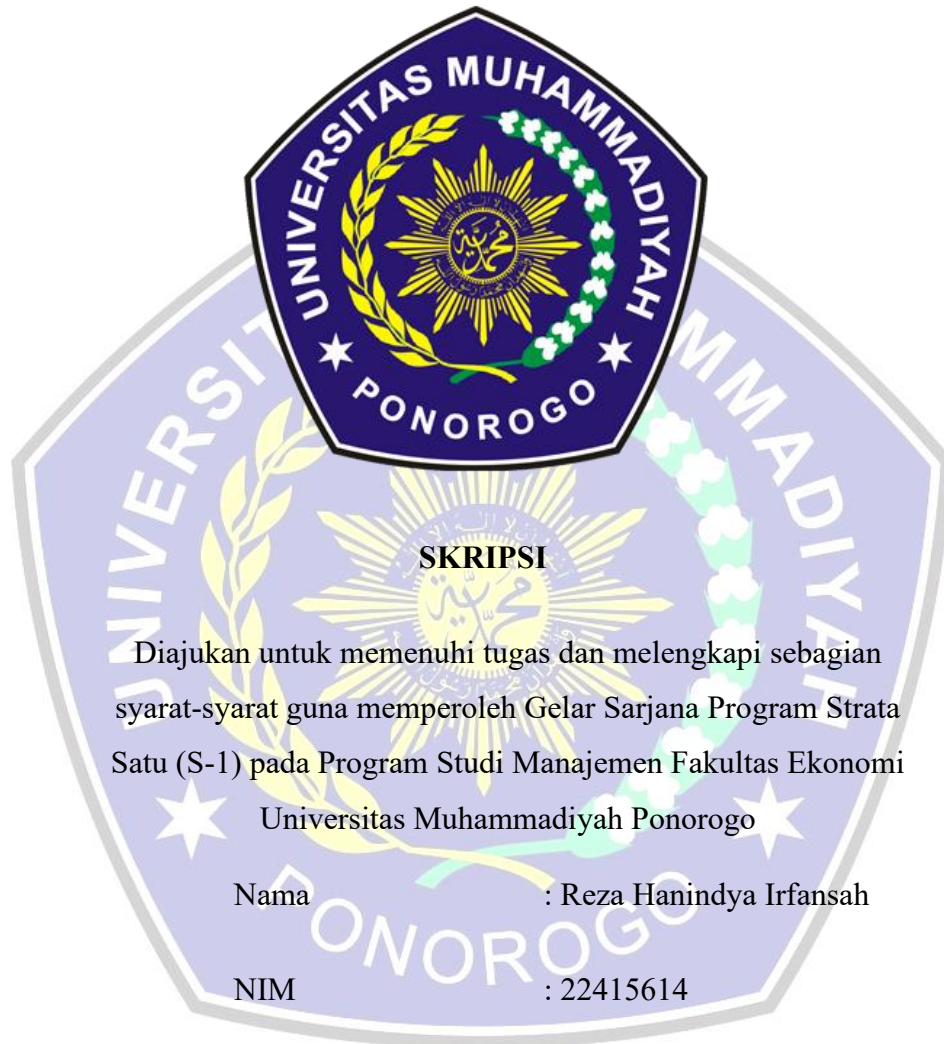 UNIVERSITAS MUHAMMADIYAH
PONOROGO
SKRIPSI
Diajukan untuk memenuhi tugas dan melengkapi sebagian
syarat-syarat guna memperoleh Gelar Sarjana Program Strata
Satu (S-1) pada Program Studi Manajemen Fakultas Ekonomi
Universitas Muhammadiyah Ponorogo
Nama : Reza Hanindya Irfansah
NIM : 22415614